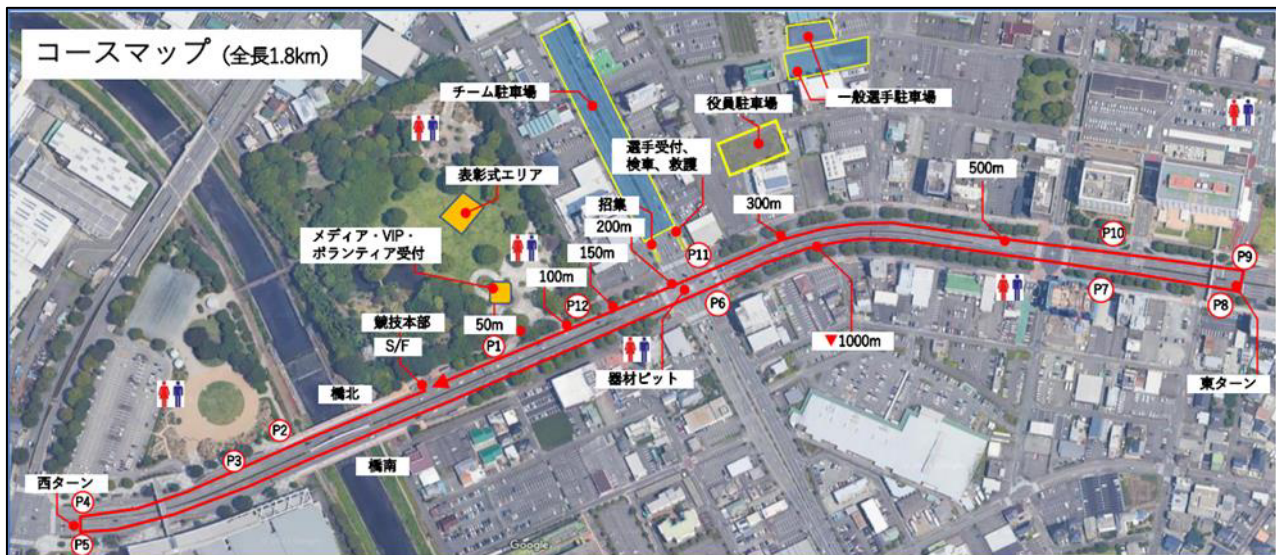 コースマップ (全長1.8km)
チーム駐車場
一般選手駐車場
役員駐車場
選手受付、
検車、救護
表彰式エリア
招集
200m
300m
500m
メディア・VIP・
ボランティア受付
150m
100m
P11
P10
P9
P12
P6
P7
P8
50m
P1
競技本部
S/F
▼1000m
器材ピット
東ターン
橋北
P2
橋南
P3
西ターン
P4
P5
Google